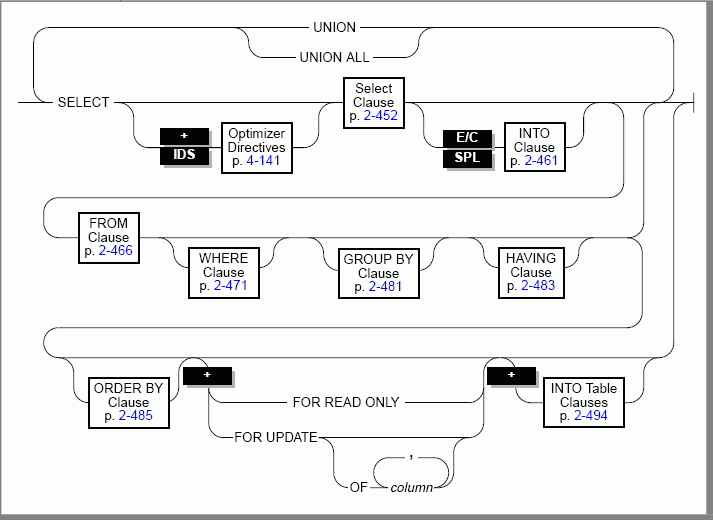 UNION
UNION ALL
SELECT
+
IDS
Optimizer
Directives
p. 4-141
Select
Clause
p. 2-452
E/C
SPL
INTO
Clause
p. 2-461
FROM
Clause
p. 2-466
WHERE
Clause
p. 2-471
GROUP BY
Clause
p. 2-481
HAVING
Clause
p. 2-483
ORDER BY
Clause
p. 2-485
+
FOR READ ONLY
FOR UPDATE
OF
,
column
+
INTO Table
Clauses
p. 2-494